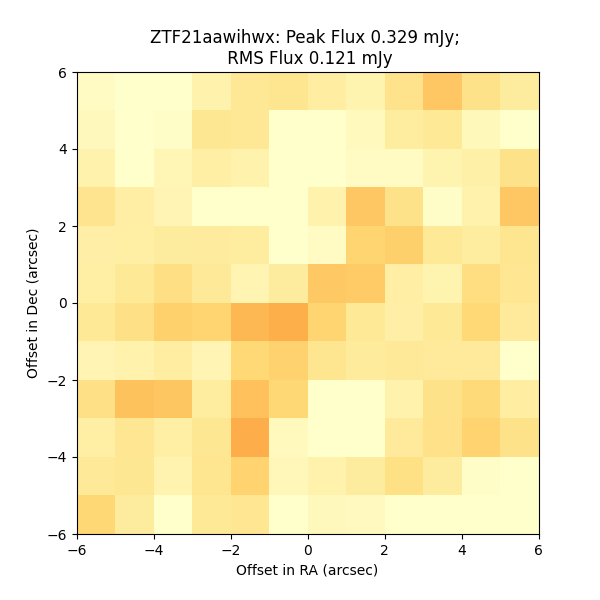 ZTF21aawihwx: Peak Flux 0.329 mJy;
RMS Flux 0.121 mJy
6
4
2
0
−2
−4
−6
Offset in Dec (arcsec)
−6 −4 −2 0 2 4 6
Offset in RA (arcsec)